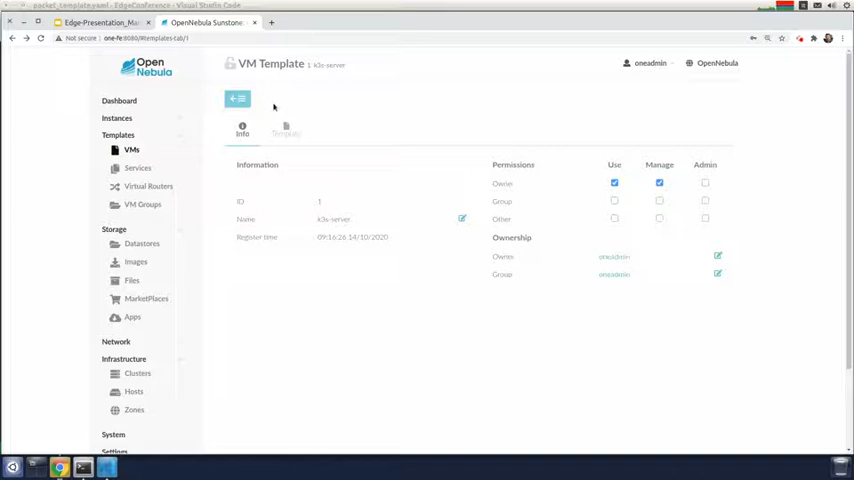 packet_template.yaml - EdgeConference - Visual Studio Code
Edge-Presentation_Mar
OpenNebula Sunstone:
Not secure | one-fe:9080/#templates-tab/1
Open
Nebula
VM Template 1 k3s-server
oneadmin
OpenNebula
Dashboard
Instances
Templates
VMs
Services
Virtual Routers
VM Groups
Storage
Datastores
Images
Files
MarketPlaces
Apps
Network
Infrastructure
Clusters
Hosts
Zones
System
Settings
Info
Template
Information
ID 1
Name k3s-server
Register time 09:16:26 14/10/2020
Permissions Use Manage Admin
Owner
Group
Other
Ownership
Owner oneadmin
Group oneadmin